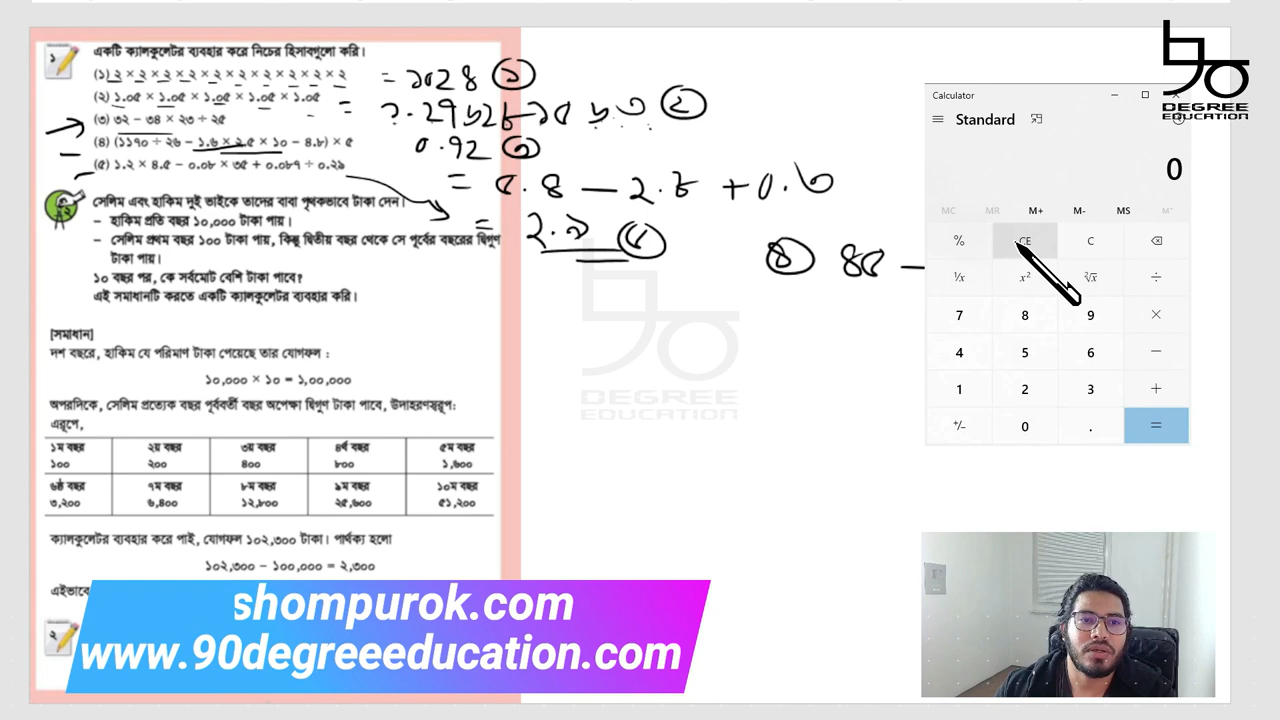 একটি ক্যালকুলেটর ব্যবহার করে নিচের হিসাবগুলো করি।
(১) ২ × ২ × ২ × ২ × ২ × ২ × ২ × ২ × ২ × ২
(২) ১.০৫ × ১.০৫ × ১.০৫ × ১.০৫ × ১.০৫
(৩) ৩২ − ৩৪ × ২৩ ÷ ২৫
(৪) (১১৭০ ÷ ২৬ − ১.৬ × ২.৫ × ১০ − ৪.৮) × ৫
(৫) ১.২ × ৪.৫ − ০.০৮ × ৩৫ + ০.০৮৭ ÷ ০.২৯
= ১০২৪ ১
০.৭২ ৩
= ২.৯ ৫
৪ ৪৫ −
সেলিম এবং হাকিম দুই ভাইকে তাদের বাবা পৃথকভাবে টাকা দেন।
- হাকিম প্রতি বছর ১০,০০০ টাকা পায়।
- সেলিম প্রথম বছর ১০০ টাকা পায়, কিন্তু দ্বিতীয় বছর থেকে সে পূর্বের বছরের দ্বিগুণ
টাকা পায়।
১০ বছর পর, কে সর্বমোট বেশি টাকা পাবে?
এই সমাধানটি করতে একটি ক্যালকুলেটর ব্যবহার করি।
[সমাধান]
দশ বছরে, হাকিম যে পরিমাণ টাকা পেয়েছে তার যোগফল :
১০,০০০ × ১০ = ১,০০,০০০
অপরদিকে, সেলিম প্রত্যেক বছর পূর্ববর্তী বছর অপেক্ষা দ্বিগুণ টাকা পাবে, উদাহরণস্বরূপ:
এরূপে,
১ম বছর ২য় বছর ৩য় বছর ৪র্থ বছর ৫ম বছর
১০০ ২০০ ৪০০ ৮০০ ১,৬০০
৬ষ্ঠ বছর ৭ম বছর ৮ম বছর ৯ম বছর ১০ম বছর
৩,২০০ ৬,৪০০ ১২,৮০০ ২৫,৬০০ ৫১,২০০
ক্যালকুলেটর ব্যবহার করে পাই, যোগফল ১০২,৩০০ টাকা। পার্থক্য হলো
১০২,৩০০ − ১০০,০০০ = ২,৩০০
এইভাবে
shompurok.com
www.90degreeeducation.com
DEGREE
EDUCATION
DEGREE
EDUCATION
Calculator
Standard
0
MC MR M+ M- MS
% CE C
¹/x x² ²√x ÷
7 8 9 ×
4 5 6 −
1 2 3 +
+/− 0 . =